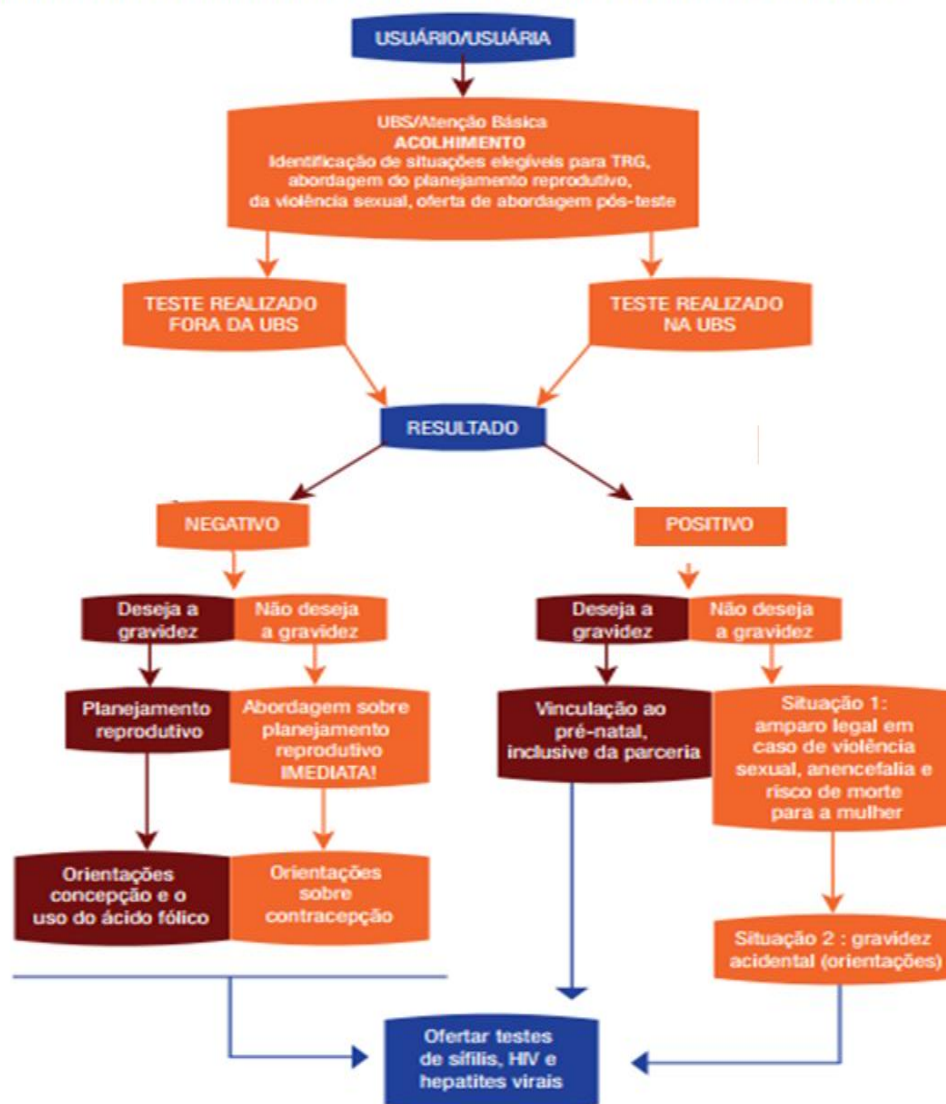 USUÁRIO/USUÁRIA
UBS/Atenção Básica
ACOLHIMENTO
Identificação de situações elegíveis para TRG,
abordagem do planejamento reprodutivo,
da violência sexual, oferta de abordagem pós-teste
TESTE REALIZADO
FORA DA UBS
TESTE REALIZADO
NA UBS
RESULTADO
NEGATIVO
POSITIVO
Deseja a
gravidez
Não deseja
a gravidez
Deseja a
gravidez
Não deseja
a gravidez
Planejamento
reprodutivo
Abordagem sobre
planejamento
reprodutivo
IMEDIATA!
Vinculação ao
pré-natal,
inclusive da parceria
Situação 1:
amparo legal em
caso de violência
sexual, anencefalia e
risco de morte
para a mulher
Orientações
concepção e o
uso do ácido fólico
Orientações
sobre
contracepção
Situação 2 : gravidez
acidental (orientações)
Ofertar testes
de sífilis, HIV e
hepatites virais